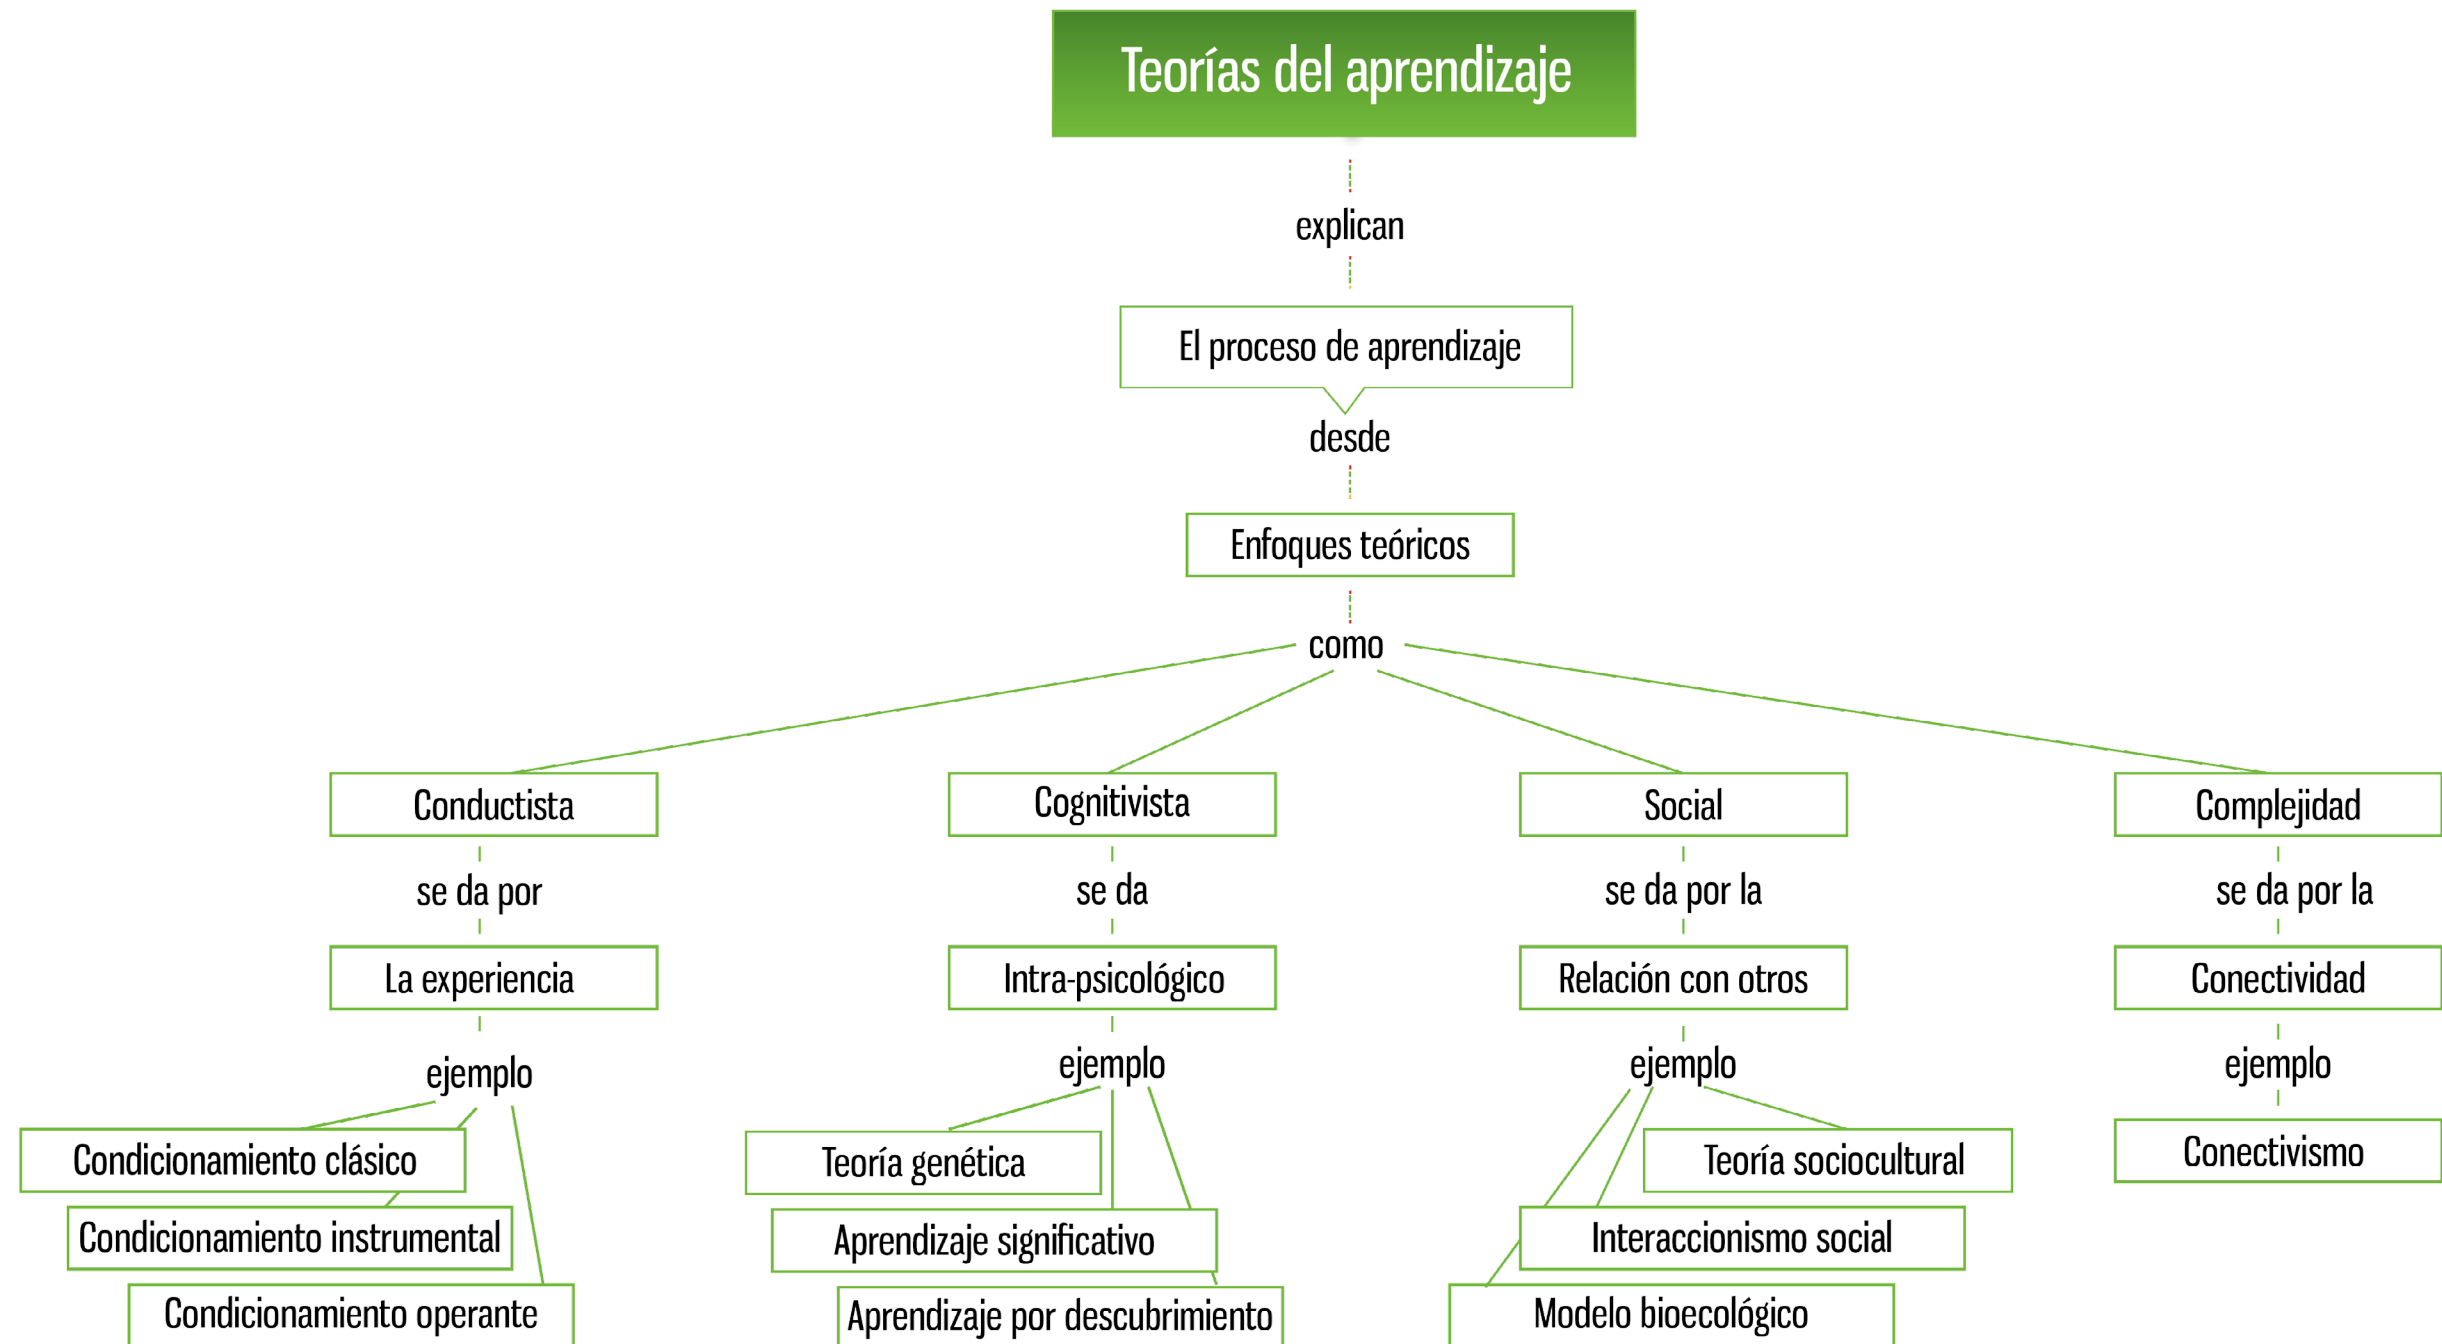 Teorías del aprendizaje
explican
El proceso de aprendizaje
desde
Enfoques teóricos
como
Conductista
se da por
La experiencia
ejemplo
Condicionamiento clásico
Condicionamiento instrumental
Condicionamiento operante
Cognitivista
se da
Intra-psicológico
ejemplo
Teoría genética
Aprendizaje significativo
Aprendizaje por descubrimiento
Social
se da por la
Relación con otros
ejemplo
Teoría sociocultural
Interaccionismo social
Modelo bioecológico
Complejidad
se da por la
Conectividad
ejemplo
Conectivismo